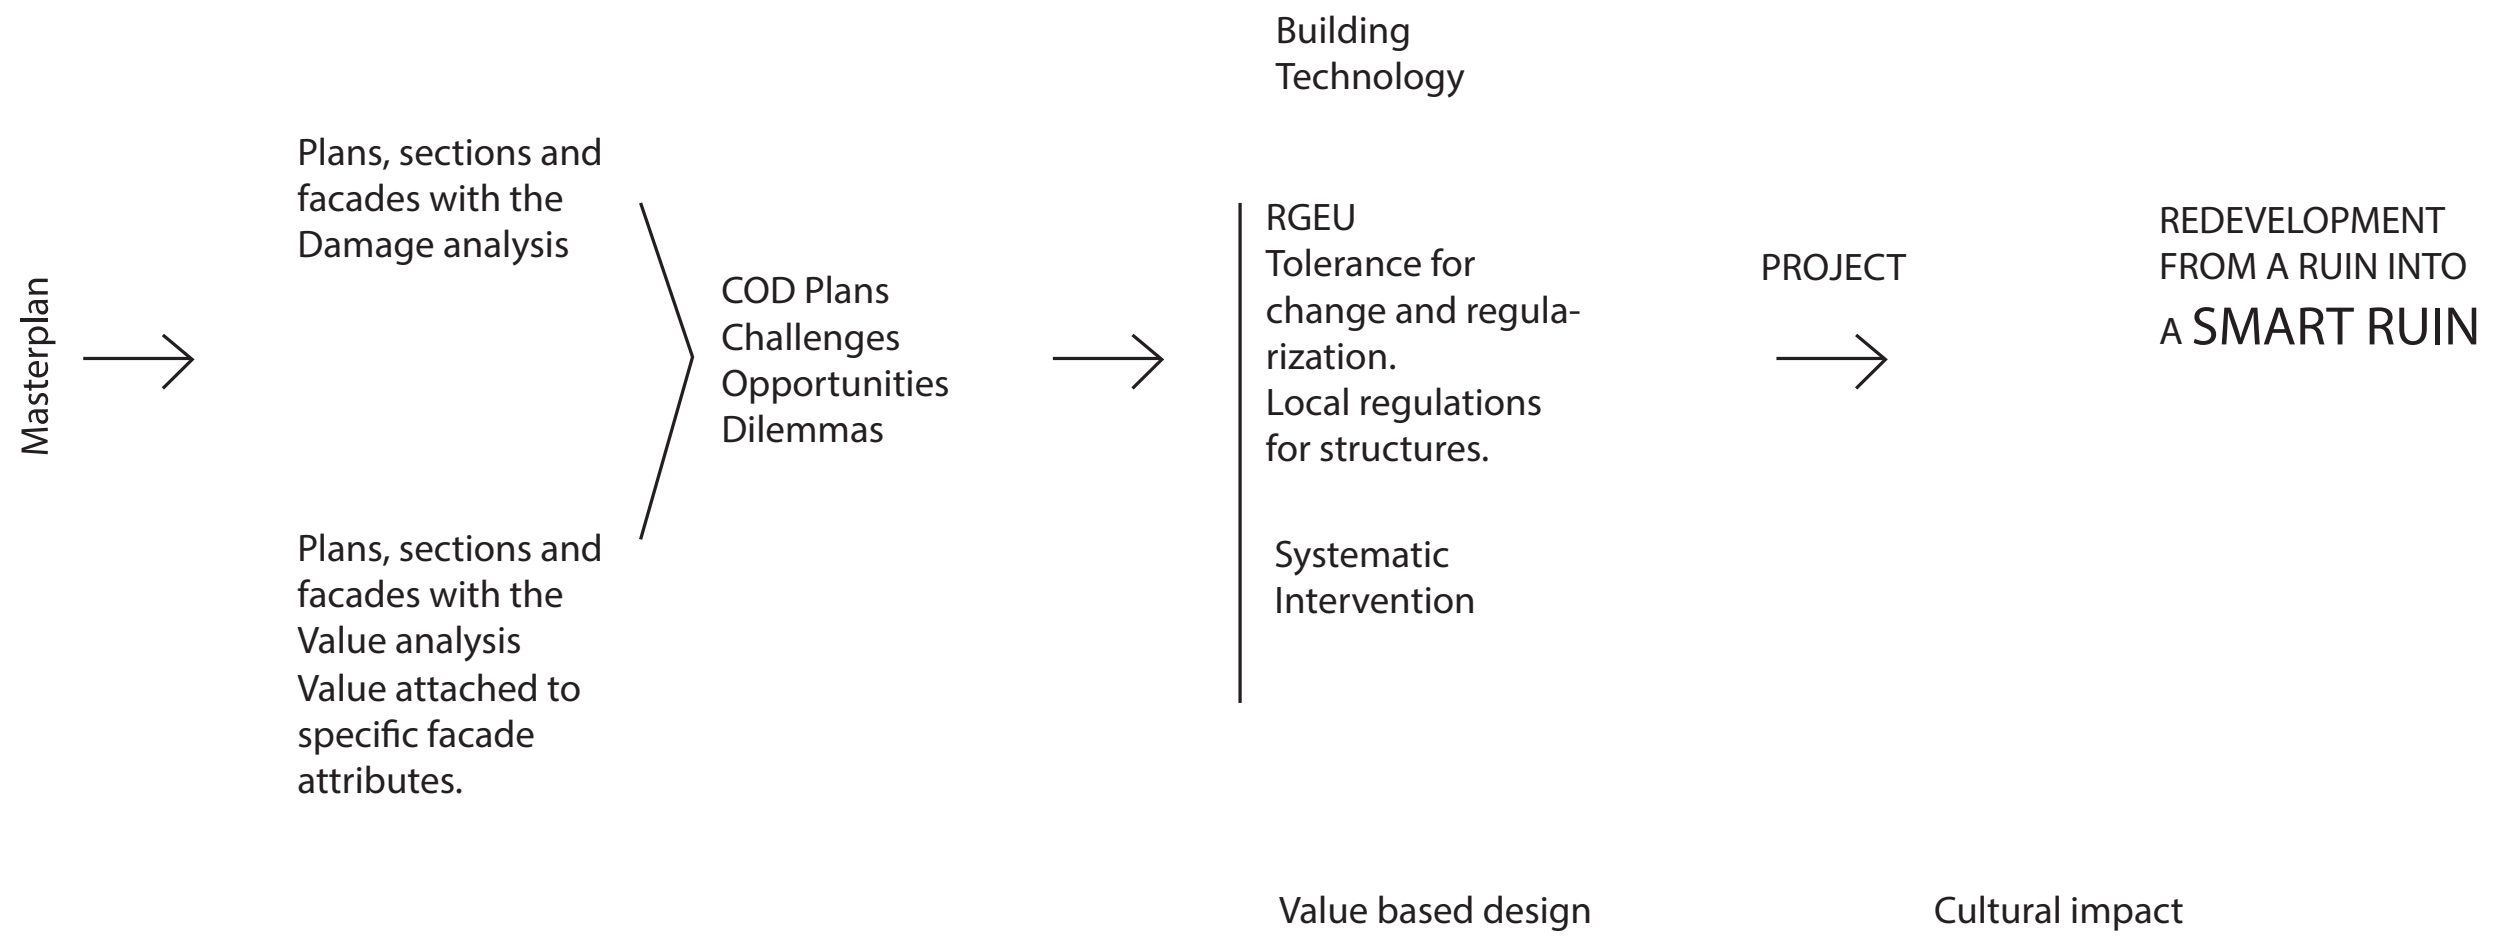 Masterplan
Plans, sections and
facades with the
Damage analysis
Plans, sections and
facades with the
Value analysis
Value attached to
specific facade
attributes.
COD Plans
Challenges
Opportunities
Dilemmas
Building
Technology
RGEU
Tolerance for
change and regula-
rization.
Local regulations
for structures.
Systematic
Intervention
Value based design
PROJECT
Cultural impact
REDEVELOPMENT
FROM A RUIN INTO
A SMART RUIN